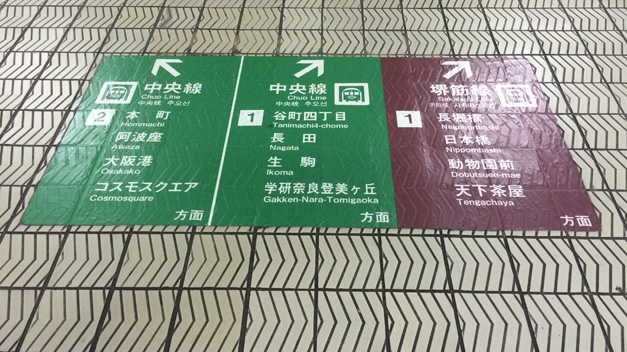 中央線
Chuo Line
中央线 주오선
2
本町
Hommachi
阿波座
Awaza
大阪港
Osakako
コスモスクエア
Cosmosquare
方面
中央線
Chuo Line
中央线 주오선
1
谷町四丁目
Tanimachi4-chome
長田
Nagata
生駒
Ikoma
学研奈良登美ヶ丘
Gakken-Nara-Tomigaoka
方面
堺筋線
Sakaisuji Line
1
長堀橋
Nagahoribashi
日本橋
Nippombashi
動物園前
Dobutsuen-mae
天下茶屋
Tengachaya
方面